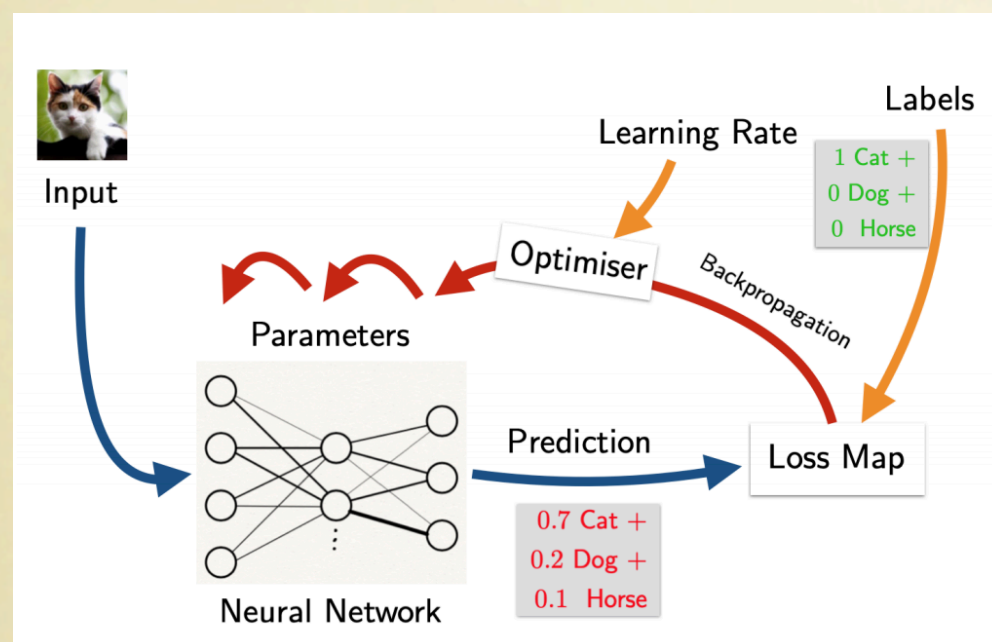 Input
Learning Rate
Labels
1 Cat +
0 Dog +
0 Horse
Optimiser
Backpropagation
Parameters
Prediction
Loss Map
0.7 Cat +
0.2 Dog +
0.1 Horse
Neural Network